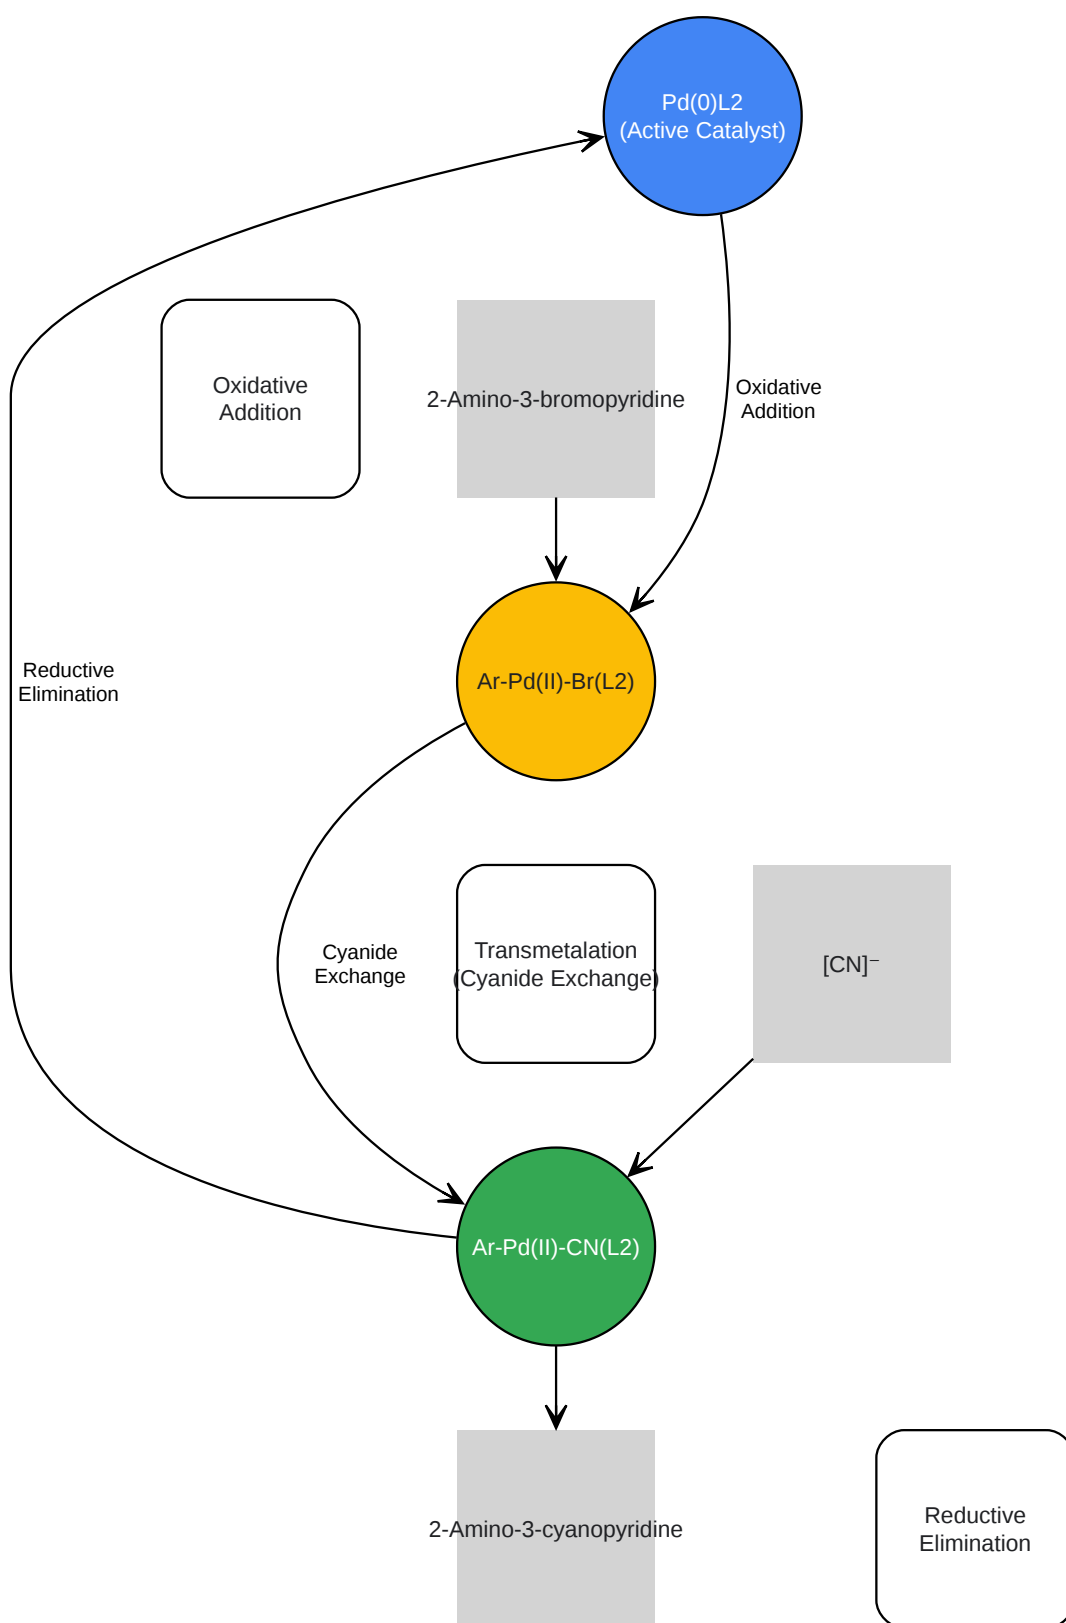 Pd(0)L2
(Active Catalyst)
Oxidative
Addition
2-Amino-3-bromopyridine
Oxidative
Addition
Reductive
Elimination
Ar-Pd(II)-Br(L2)
Cyanide
Exchange
Transmetalation
(Cyanide Exchange)
[CN]⁻
Ar-Pd(II)-CN(L2)
2-Amino-3-cyanopyridine
Reductive
Elimination